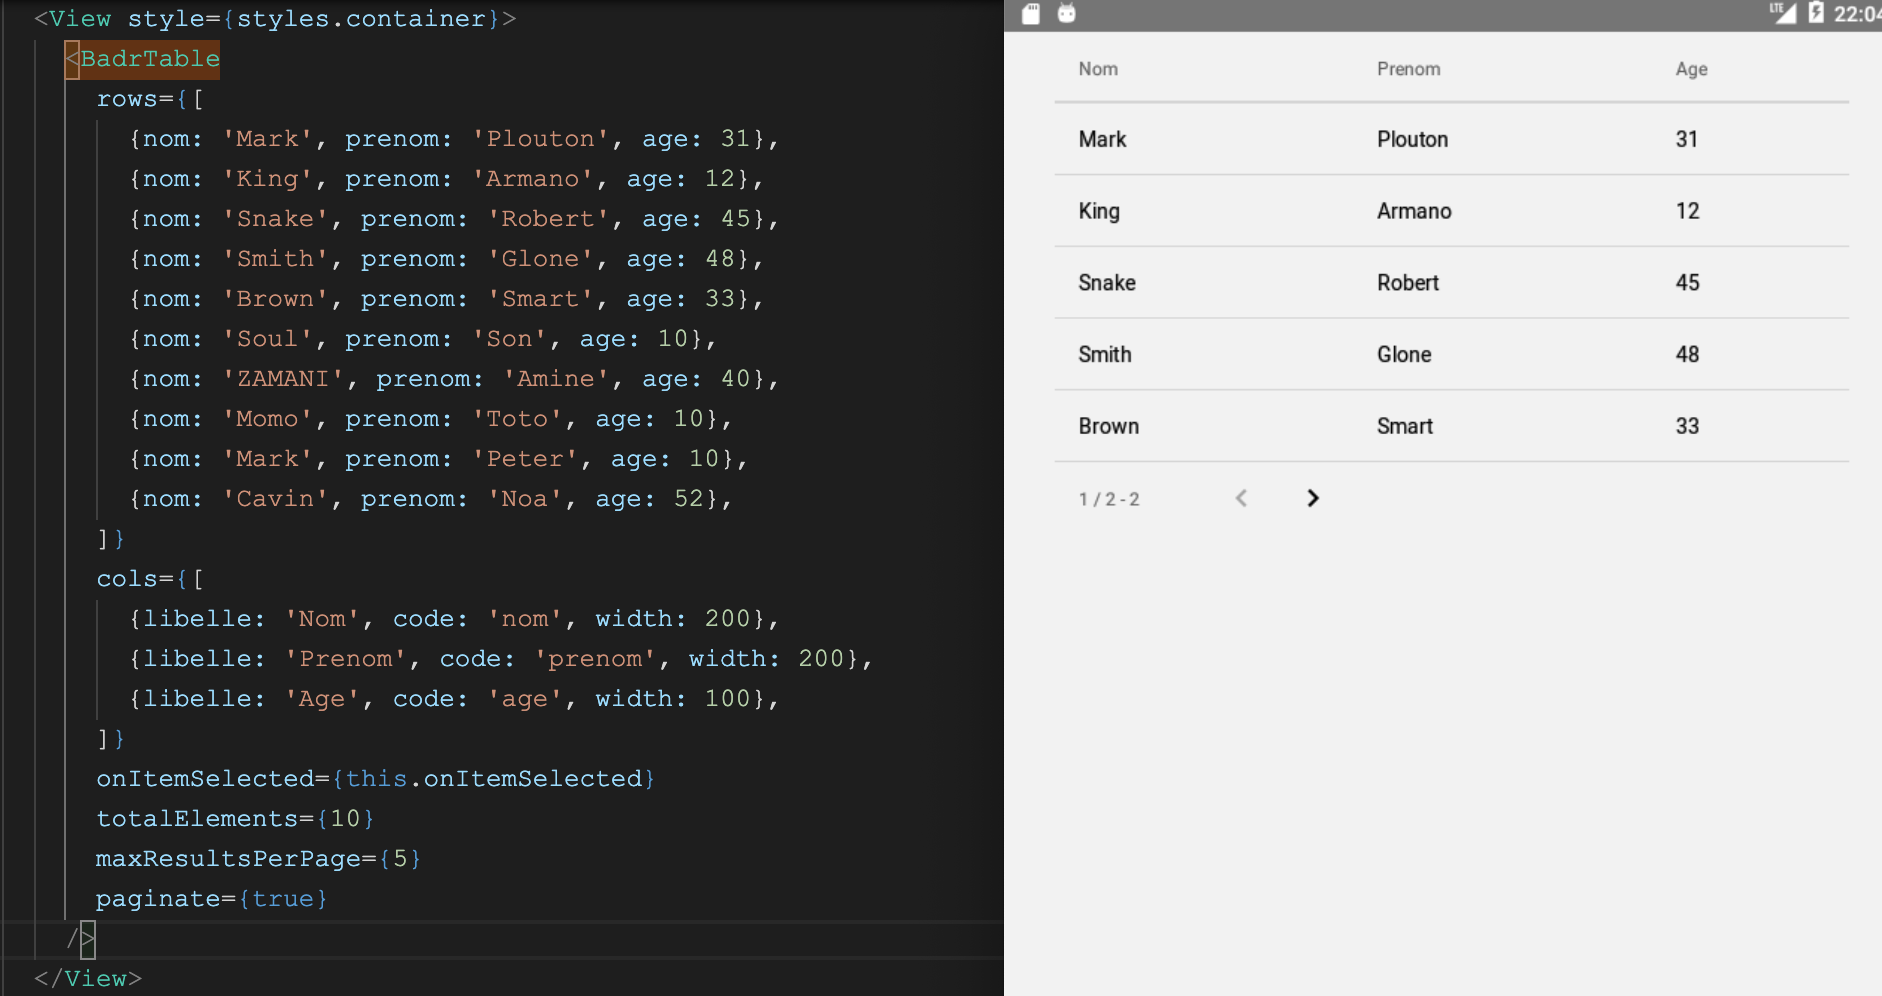 <View style={styles.container}>
<BadrTable
rows={[
{nom: 'Mark', prenom: 'Plouton', age: 31},
{nom: 'King', prenom: 'Armano', age: 12},
{nom: 'Snake', prenom: 'Robert', age: 45},
{nom: 'Smith', prenom: 'Glone', age: 48},
{nom: 'Brown', prenom: 'Smart', age: 33},
{nom: 'Soul', prenom: 'Son', age: 10},
{nom: 'ZAMANI', prenom: 'Amine', age: 40},
{nom: 'Momo', prenom: 'Toto', age: 10},
{nom: 'Mark', prenom: 'Peter', age: 10},
{nom: 'Cavin', prenom: 'Noa', age: 52},
]}
cols={[
{libelle: 'Nom', code: 'nom', width: 200},
{libelle: 'Prenom', code: 'prenom', width: 200},
{libelle: 'Age', code: 'age', width: 100},
]}
onItemSelected={this.onItemSelected}
totalElements={10}
maxResultsPerPage={5}
paginate={true}
/>
</View>
LTE 22:04
Nom Prenom Age
Mark Plouton 31
King Armano 12
Snake Robert 45
Smith Glone 48
Brown Smart 33
1 / 2 - 2